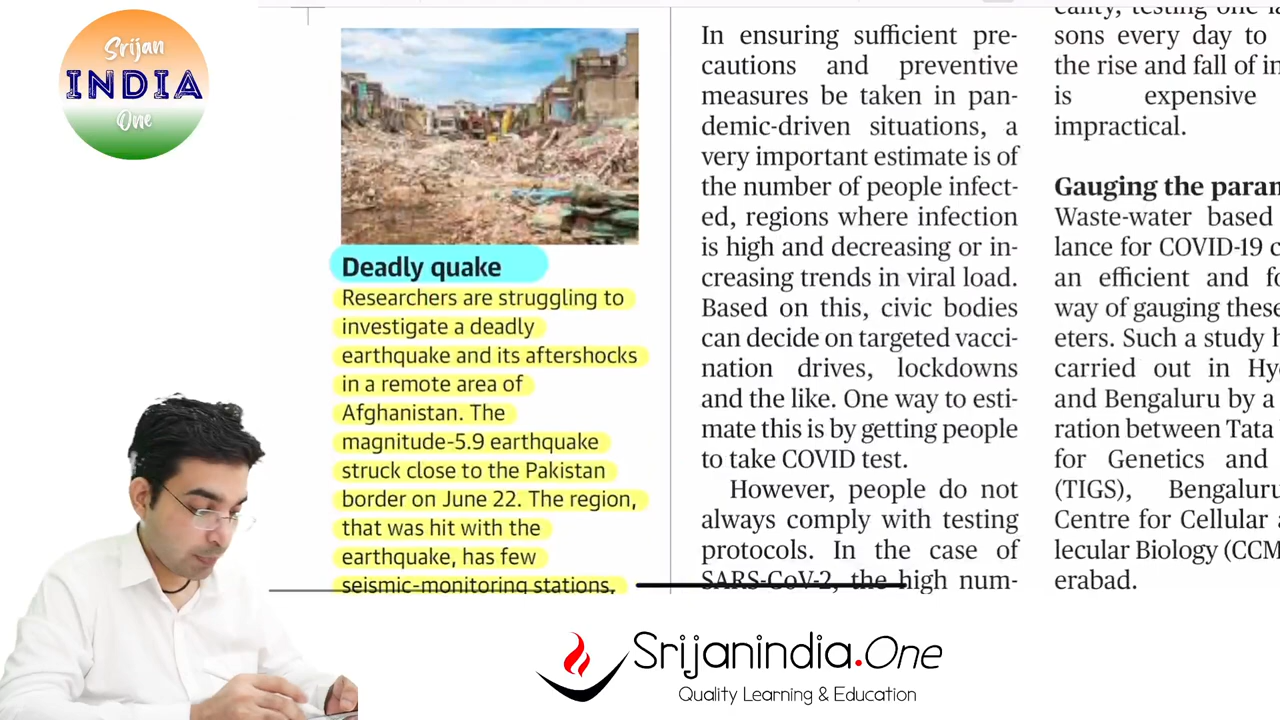 Srijan
INDIA
One
Deadly quake
Researchers are struggling to
investigate a deadly
earthquake and its aftershocks
in a remote area of
Afghanistan. The
magnitude-5.9 earthquake
struck close to the Pakistan
border on June 22. The region,
that was hit with the
earthquake, has few
seismic-monitoring stations,
In ensuring sufficient pre-
cautions and preventive
measures be taken in pan-
demic-driven situations, a
very important estimate is of
the number of people infect-
ed, regions where infection
is high and decreasing or in-
creasing trends in viral load.
Based on this, civic bodies
can decide on targeted vacci-
nation drives, lockdowns
and the like. One way to esti-
mate this is by getting people
to take COVID test.
However, people do not
always comply with testing
protocols. In the case of
SARS-CoV-2, the high num-
sons every day to
the rise and fall of in
is expensive
impractical.
Gauging the param
Waste-water based
lance for COVID-19 c
an efficient and fo
way of gauging these
eters. Such a study h
carried out in Hy
and Bengaluru by a
ration between Tata
for Genetics and
(TIGS), Bengaluru
Centre for Cellular a
lecular Biology (CCM
erabad.
Srijanindia.One
Quality Learning & Education